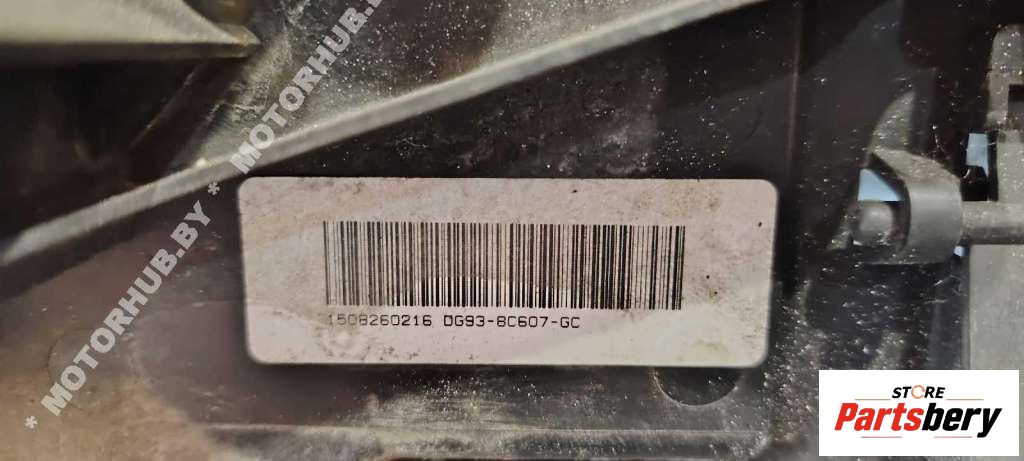 * MOTORHUB.BY * MOTORHUB.BY
1508260216 DG93-8C607-GC
STORE
Partsbery